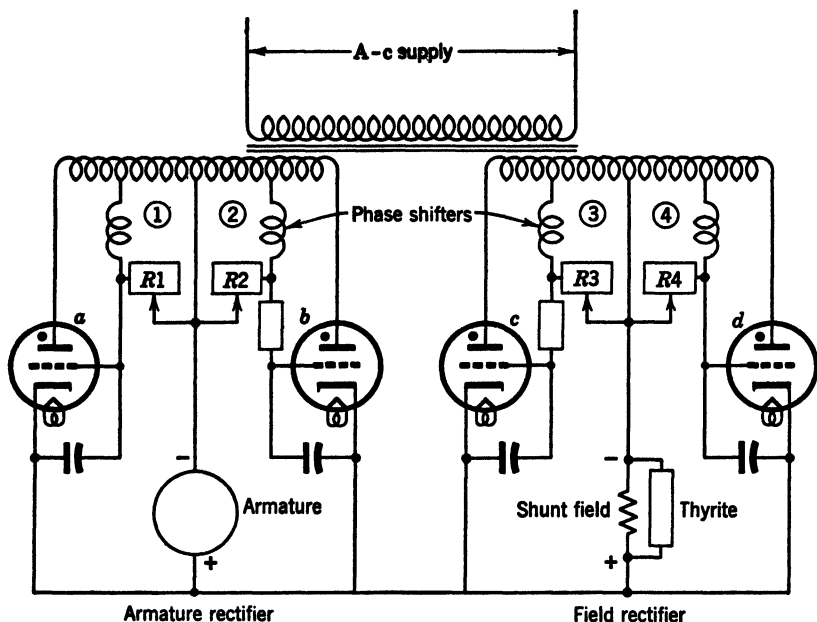 A-c supply
① ② Phase shifters ③ ④
R1 R2 R3 R4
a b c d
- -
Armature Shunt field Thyrite
+ +
Armature rectifier Field rectifier